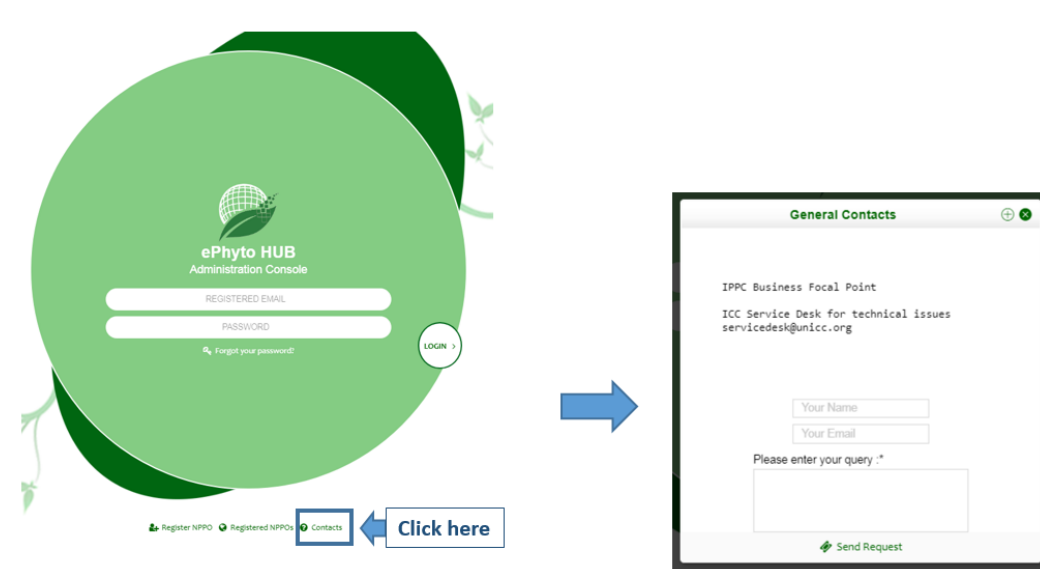 ePhyto HUB
Administration Console
REGISTERED EMAIL
PASSWORD
Forgot your password?
LOGIN >
Register NPPO Registered NPPOs Contacts
Click here
General Contacts
IPPC Business Focal Point
ICC Service Desk for technical issues
servicedesk@unicc.org
Your Name
Your Email
Please enter your query :*
Send Request